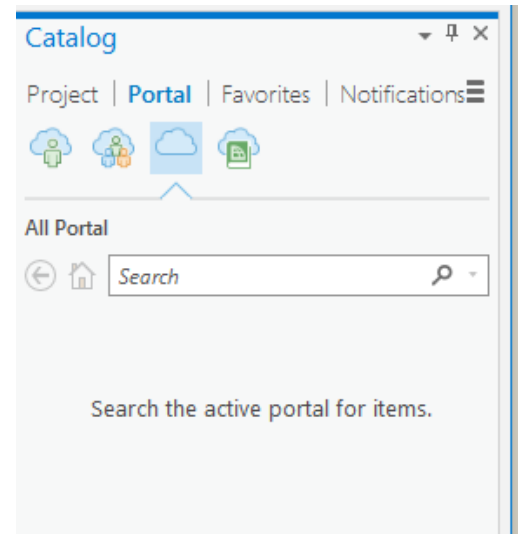 Catalog
Project | Portal | Favorites | Notifications
All Portal
Search
Search the active portal for items.